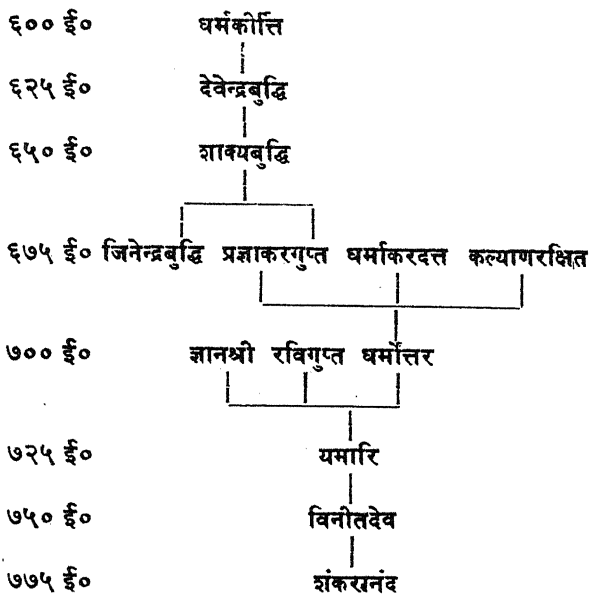 ६०० ई० धर्मकीर्त्ति
६२५ ई० देवेन्द्रबुद्धि
६५० ई० शाक्यबुद्धि
६७५ ई० जिनेन्द्रबुद्धि प्रज्ञाकरगुप्त धर्माकरदत्त कल्याणरक्षित
७०० ई० ज्ञानश्री रविगुप्त धर्मोत्तर
७२५ ई० यमारि
७५० ई० विनीतदेव
७७५ ई० शंकरानंद